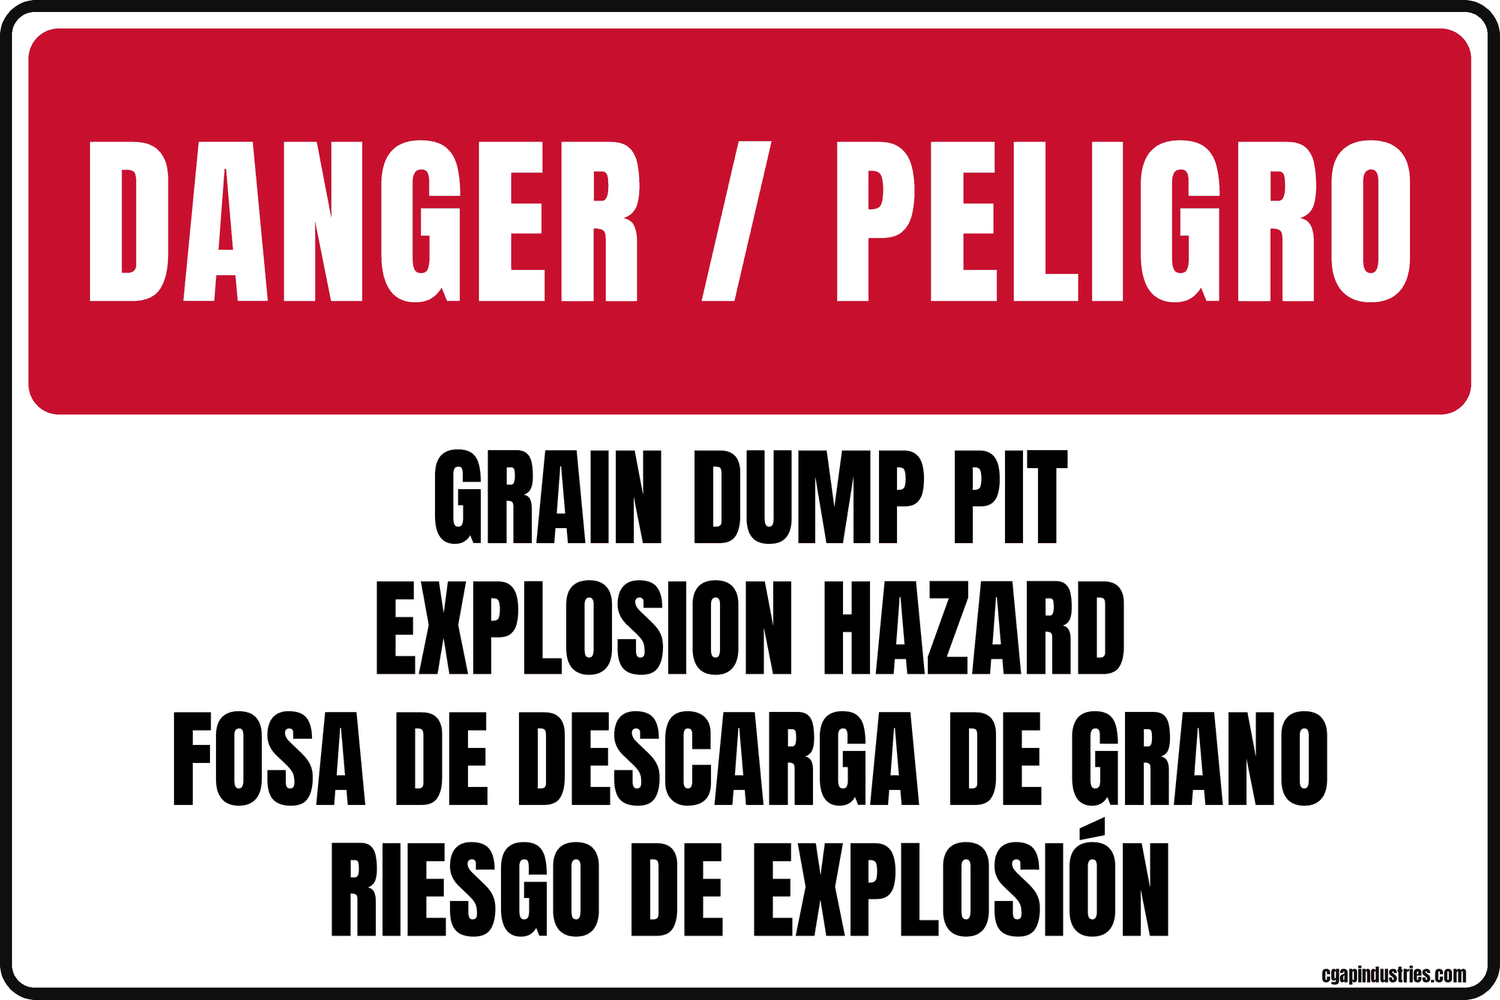 DANGER / PELIGRO
GRAIN DUMP PIT
EXPLOSION HAZARD
FOSA DE DESCARGA DE GRANO
RIESGO DE EXPLOSIÓN
cgapindustries.com